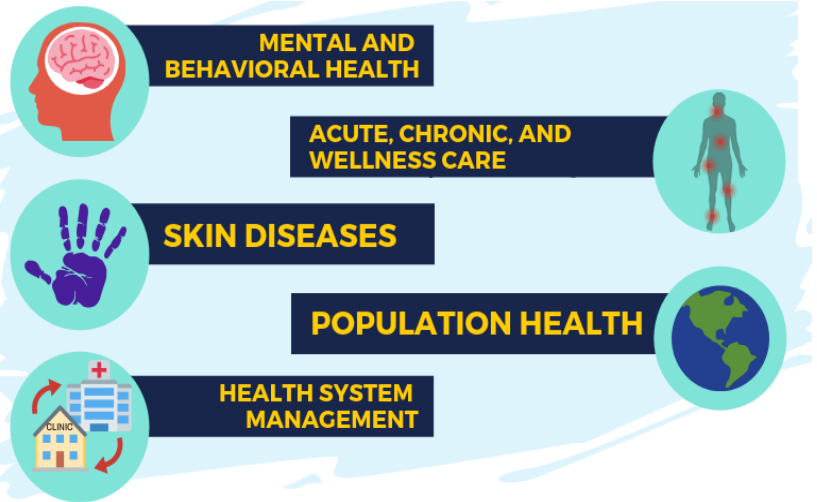 MENTAL AND
BEHAVIORAL HEALTH
ACUTE, CHRONIC, AND
WELLNESS CARE
SKIN DISEASES
POPULATION HEALTH
HEALTH SYSTEM
MANAGEMENT
CLINIC